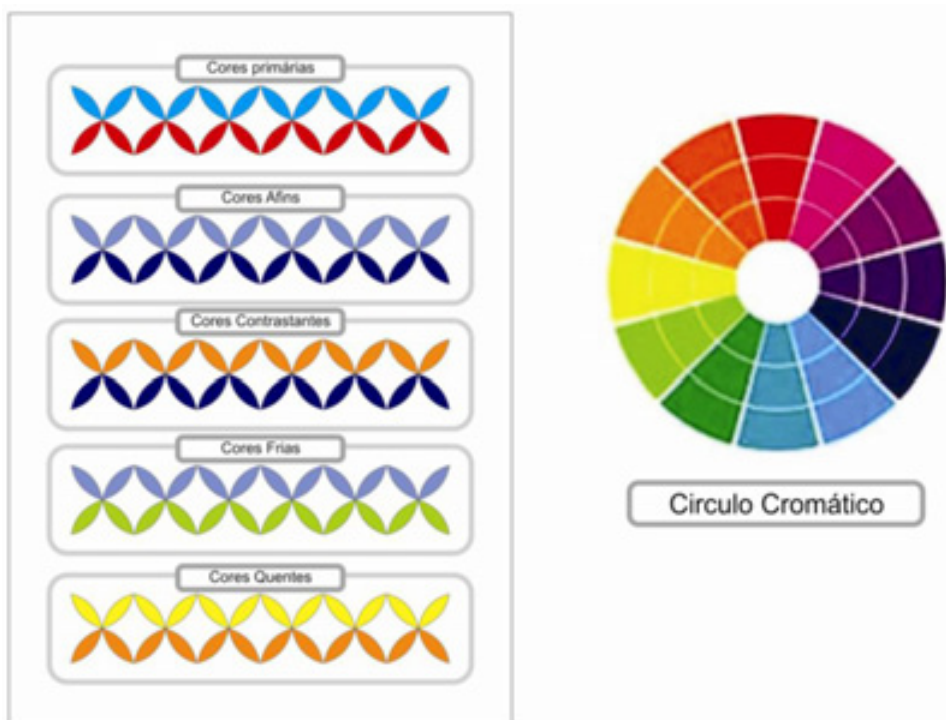 Cores primárias
Cores Afins
Cores Contrastantes
Cores Frias
Cores Quentes
Circulo Cromático